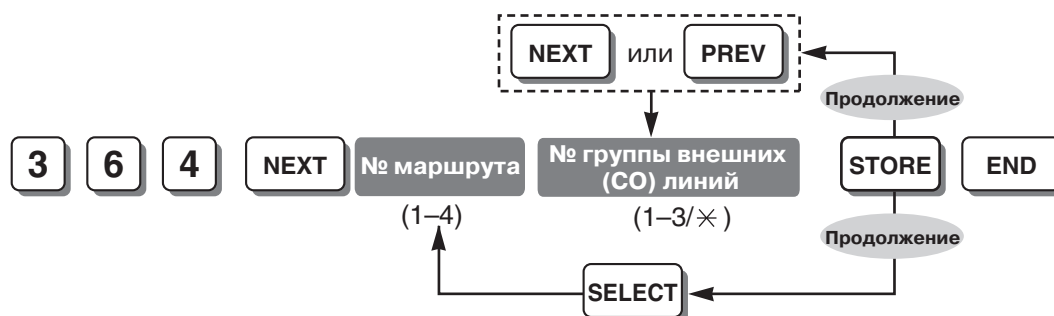 NEXT или PREV
Продолжение
3 6 4 NEXT № маршрута № группы внешних (CO) линий STORE END
(1–4) (1–3/✳)
Продолжение
SELECT